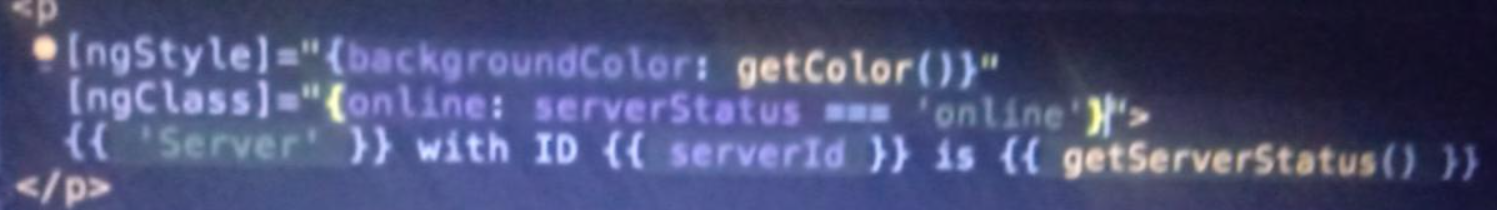 <p
[ngStyle]="{backgroundColor: getColor()}"
[ngClass]="{online: serverStatus === 'online'}">
{{ 'Server' }} with ID {{ serverId }} is {{ getServerStatus() }}
</p>